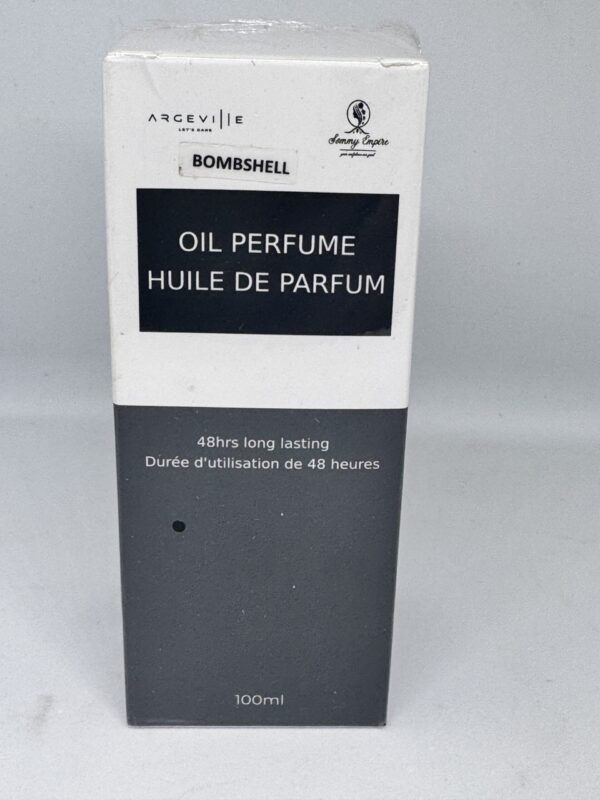 ARGEVILLE
LET'S DARE
Sommy Empire
BOMBSHELL
OIL PERFUME
HUILE DE PARFUM
48hrs long lasting
Durée d'utilisation de 48 heures
100ml